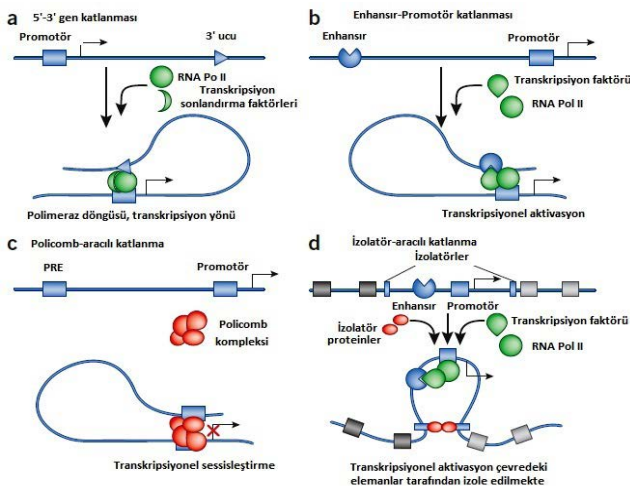 a 5'-3' gen katlanması
Promotör
3' ucu
RNA Po II
Transkripsiyon
sonlandırma faktörleri
Polimeraz döngüsü, transkripsiyon yönü
b Enhansır-Promotör katlanması
Enhansır
Promotör
Transkripsiyon faktörü
RNA Pol II
Transkripsiyonel aktivasyon
c Policomb-aracılı katlanma
PRE
Promotör
Policomb
kompleksi
Transkripsiyonel sessisleştirme
d İzolatör-aracılı katlanma
İzolatörler
Enhansır
Promotör
İzolatör
proteinler
Transkripsiyon faktörü
RNA Pol II
Transkripsiyonel aktivasyon çevredeki
elemanlar tarafından izole edilmekte